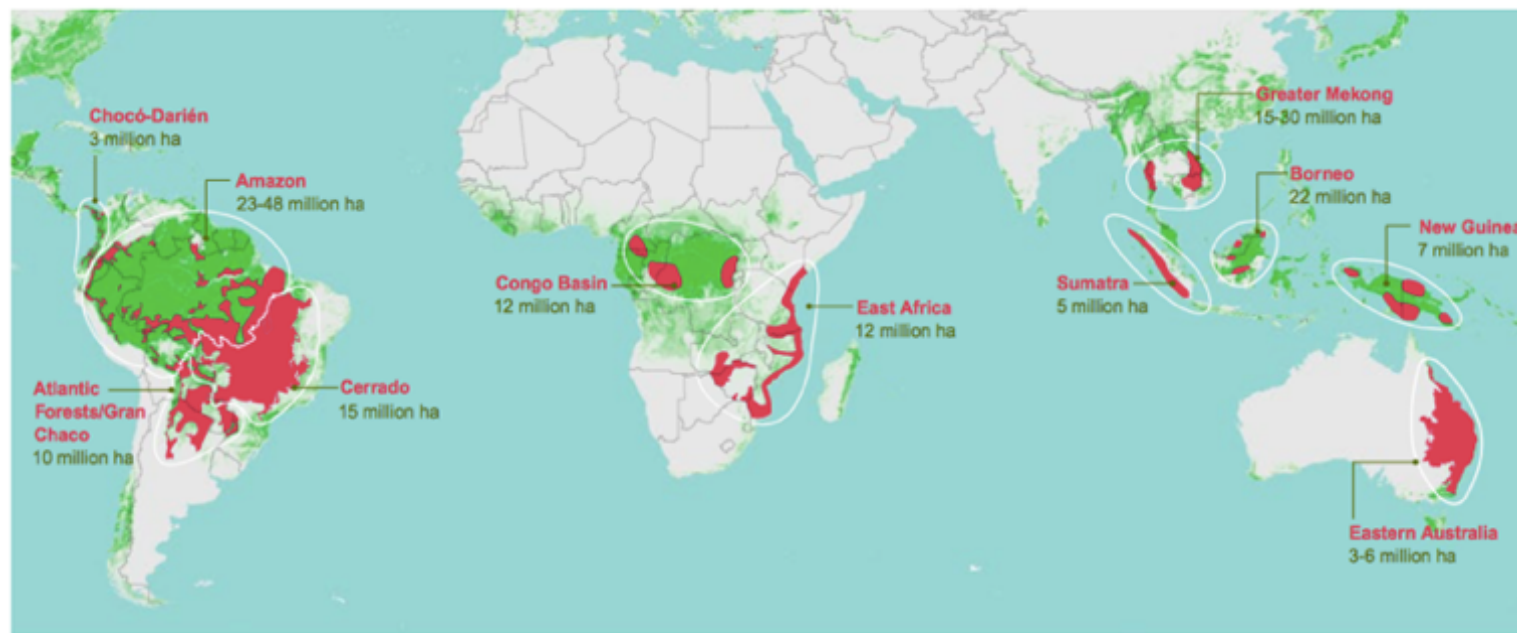 Chocó-Darién
3 million ha
Amazon
23-48 million ha
Atlantic
Forests/Gran
Chaco
10 million ha
Cerrado
15 million ha
Congo Basin
12 million ha
East Africa
12 million ha
Greater Mekong
15-30 million ha
Borneo
22 million ha
New Guinea
7 million ha
Sumatra
5 million ha
Eastern Australia
3-6 million ha